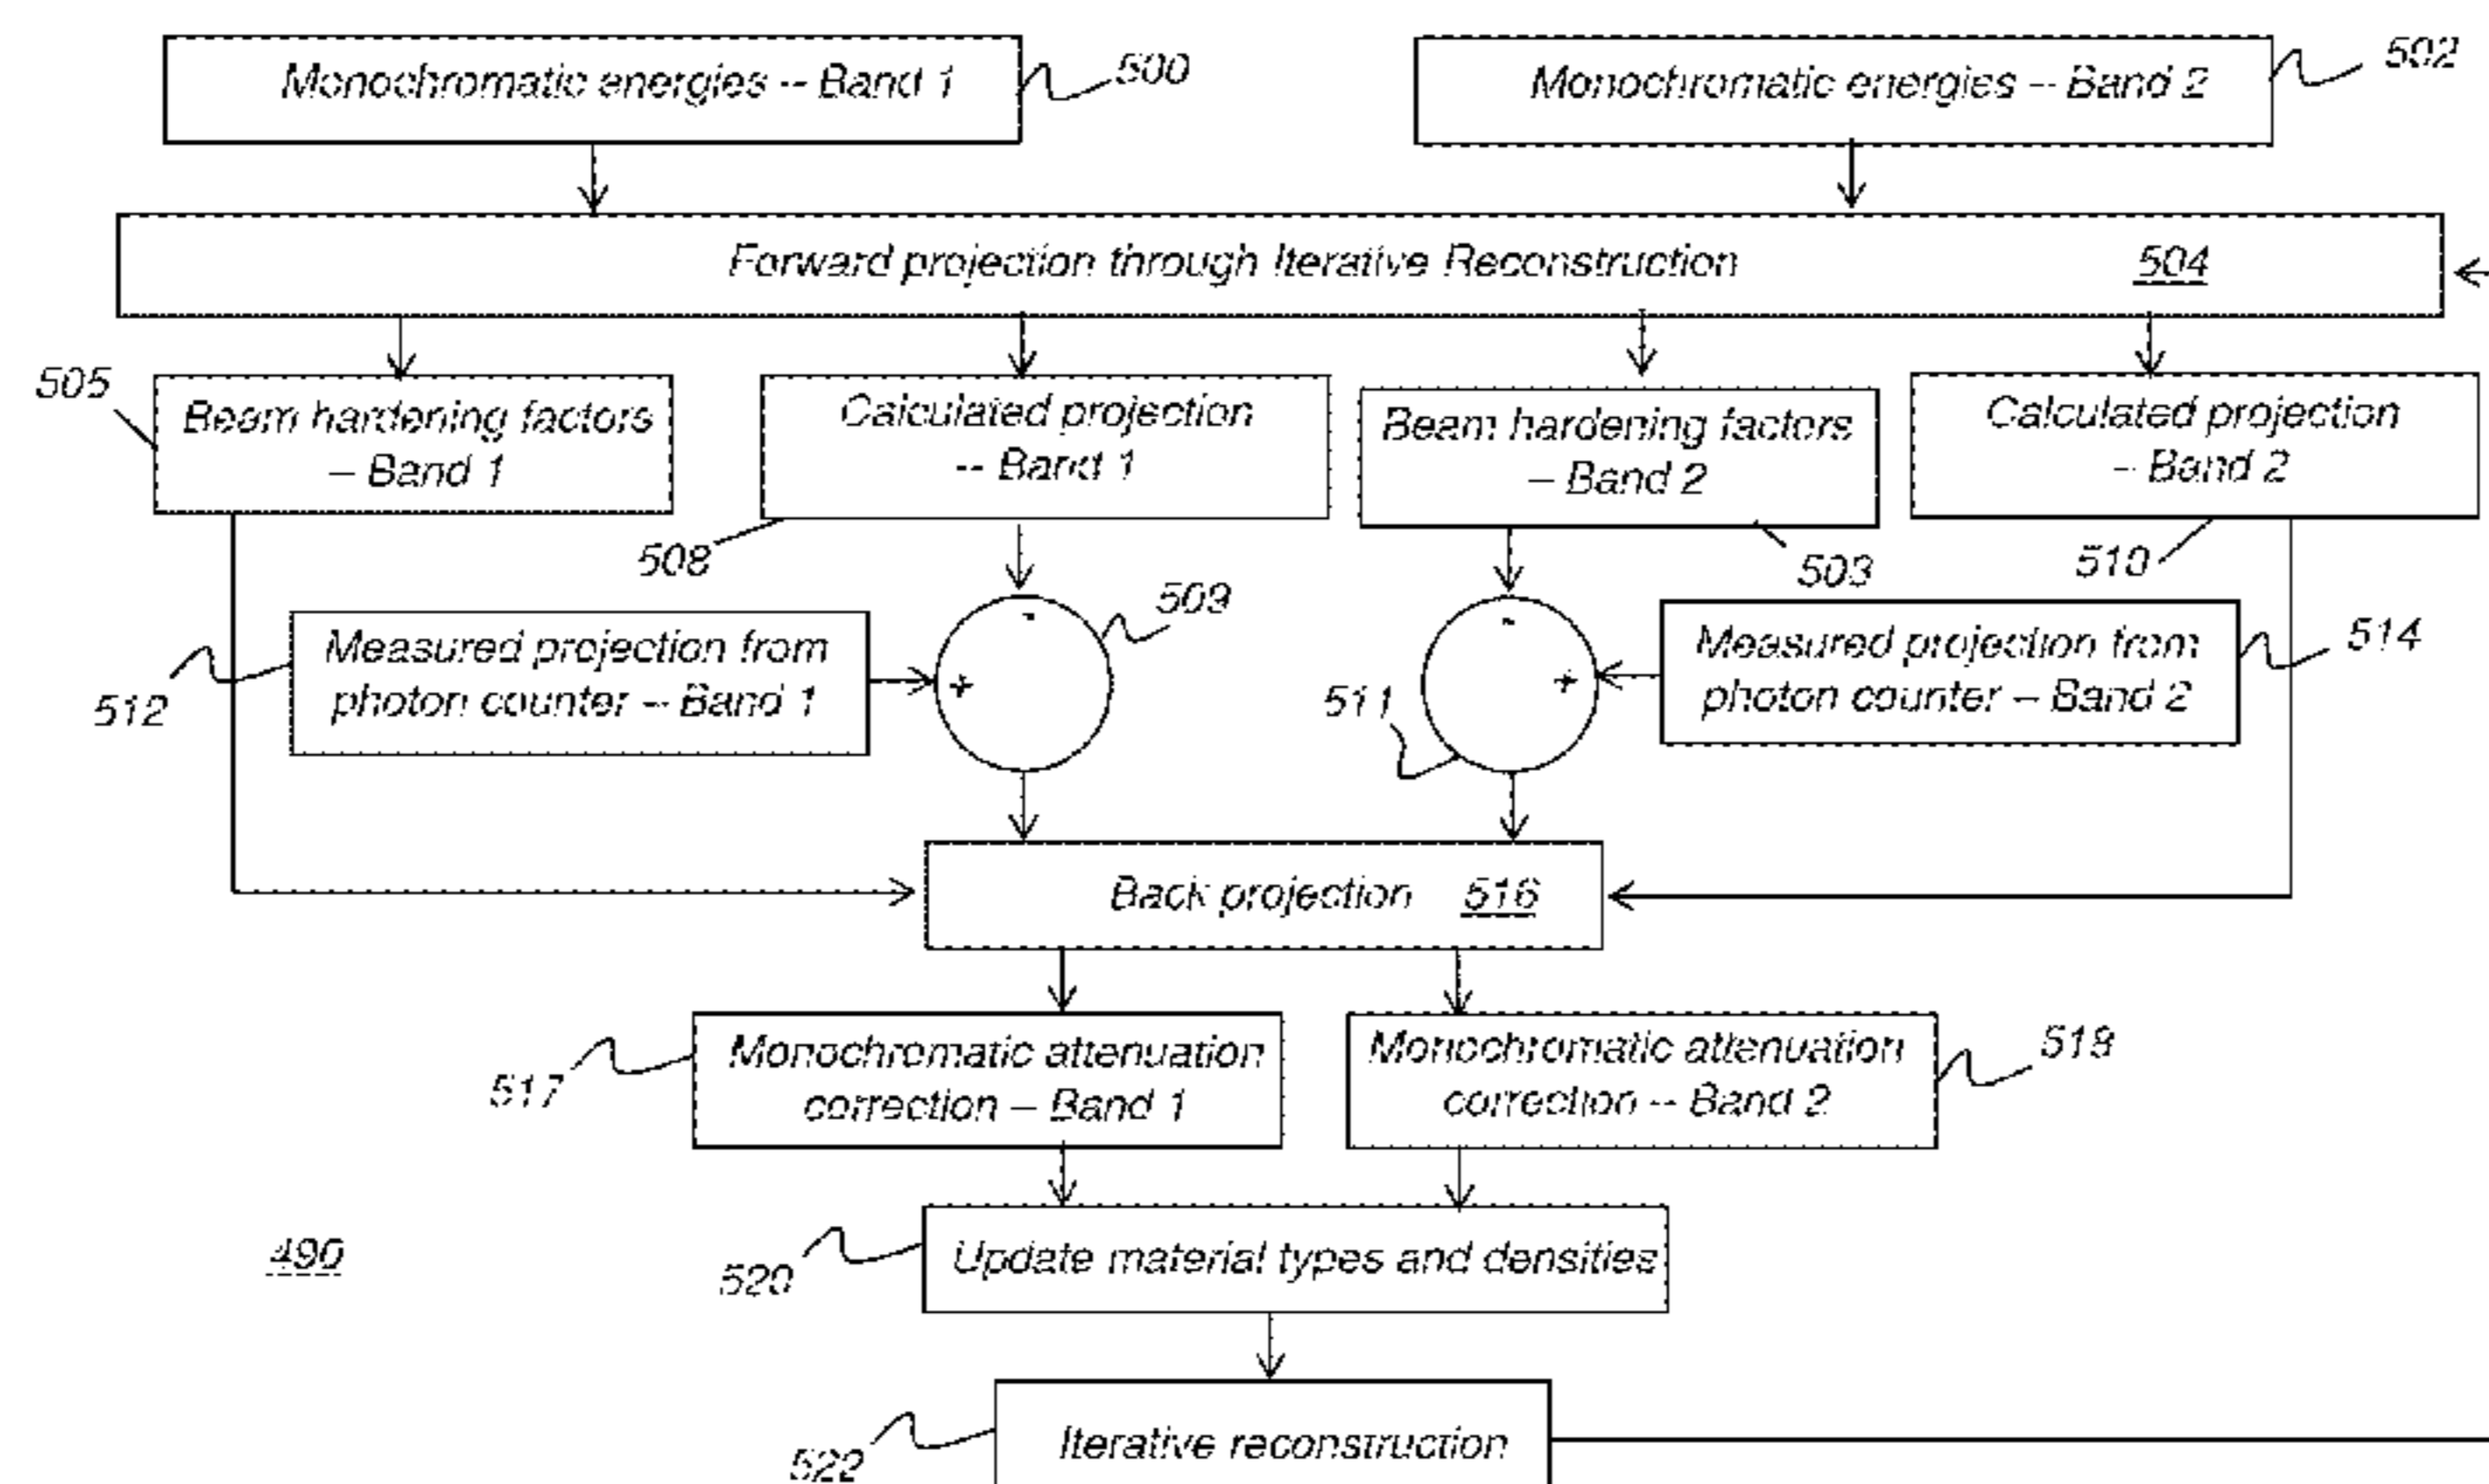 Monochromatic energies -- Band 1
500
Monochromatic energies -- Band 2
502
Forward projection through Iterative Reconstruction 504
505
Beam hardening factors
– Band 1
Calculated projection
-- Band 1
Beam hardening factors
– Band 2
Calculated projection
-- Band 2
508
503
510
509
Measured projection from
photon counter -- Band 1
512
-
+
-
+
511
Measured projection from
photon counter – Band 2
514
Back projection 516
517
Monochromatic attenuation
correction – Band 1
Monochromatic attenuation
correction -- Band 2
519
490
520
Update material types and densities
522
Iterative reconstruction